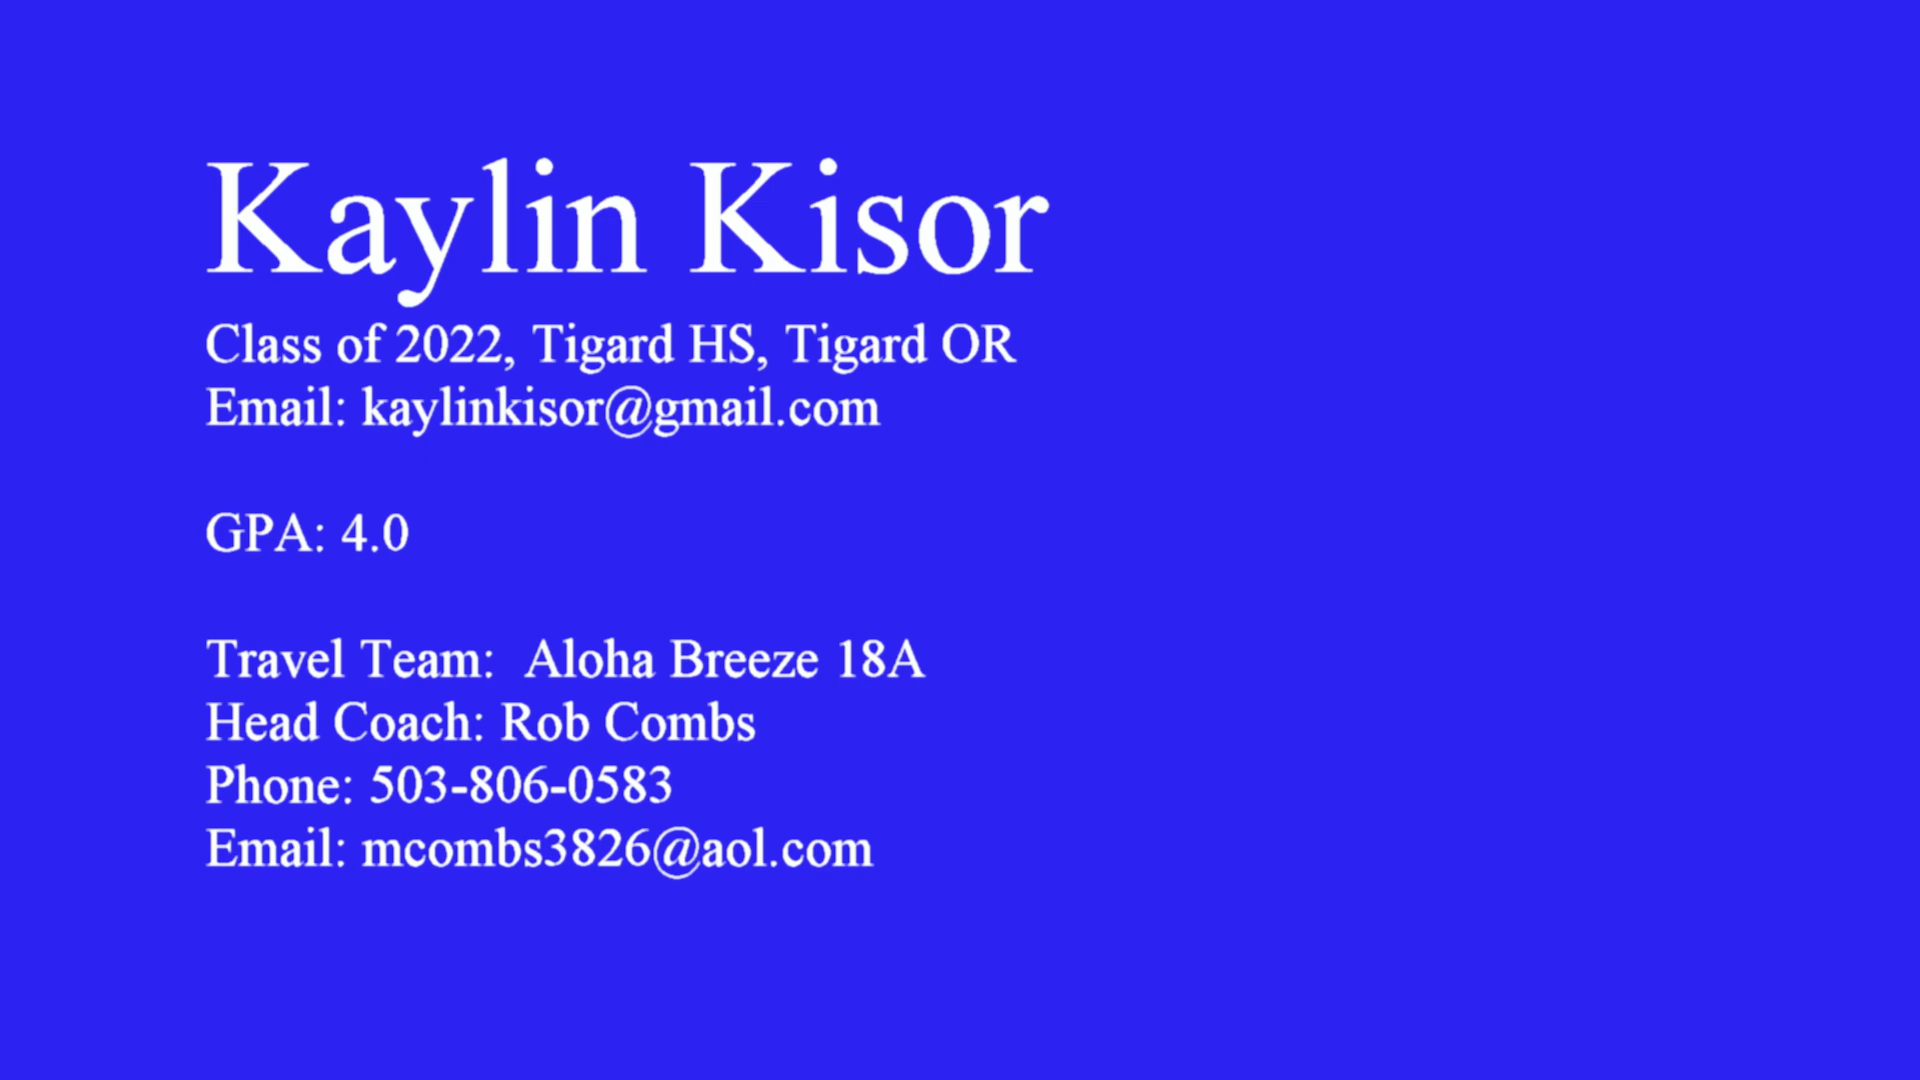 Kaylin Kisor
Class of 2022, Tigard HS, Tigard OR
Email: kaylinkisor@gmail.com
GPA: 4.0
Travel Team:  Aloha Breeze 18A
Head Coach: Rob Combs
Phone: 503-806-0583
Email: mcombs3826@aol.com